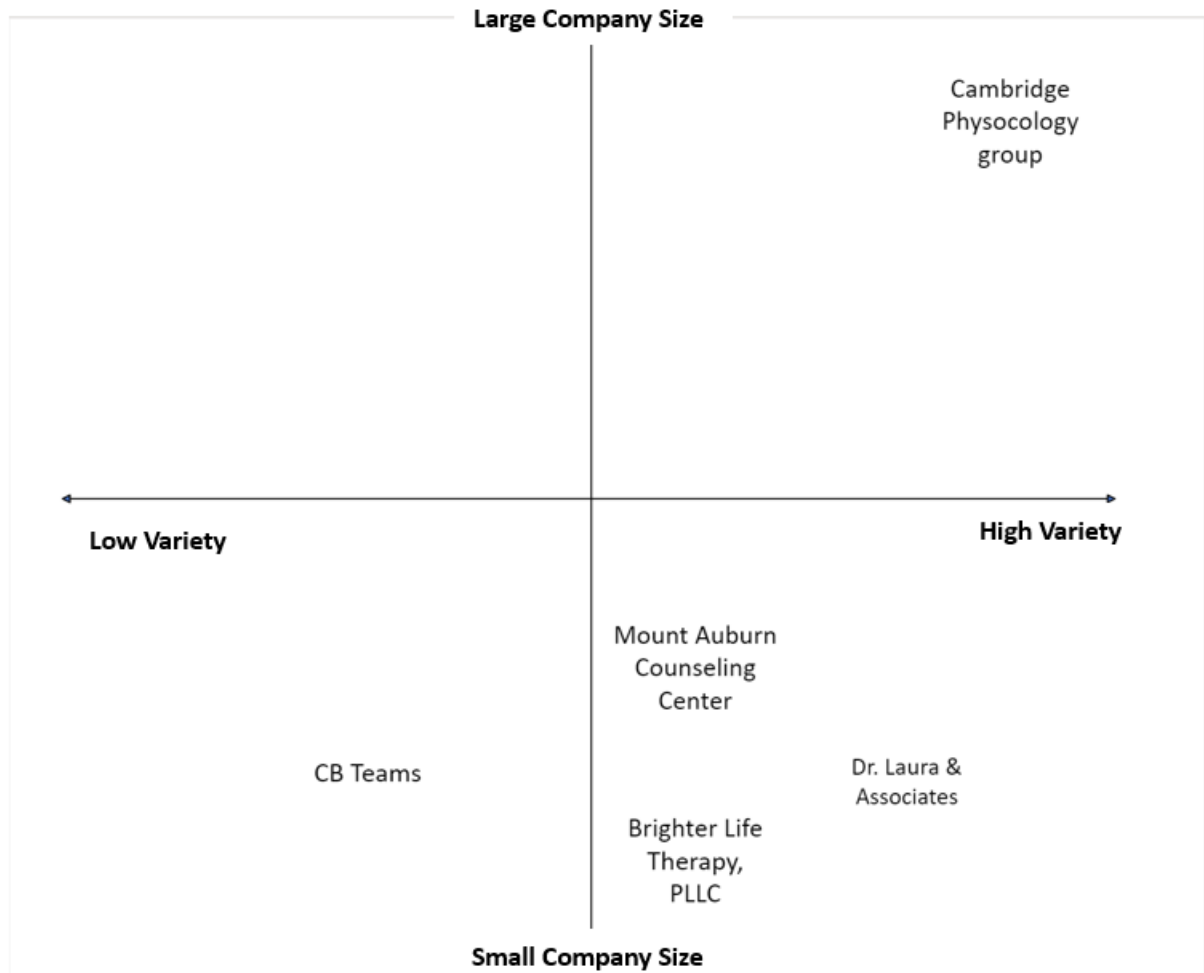 Large Company Size
Cambridge
Physocology
group
Low Variety
High Variety
Mount Auburn
Counseling
Center
CB Teams
Dr. Laura &
Associates
Brighter Life
Therapy,
PLLC
Small Company Size